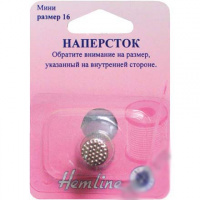 Мини
размер 16
НАПЕРСТОК
Обратите внимание на размер,
указанный на внутренней стороне.
Hemline